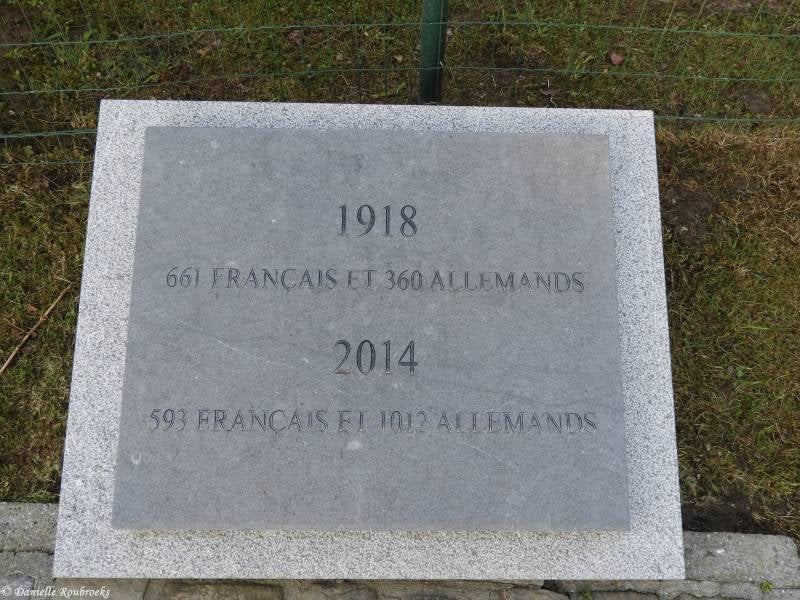 1918
661 FRANÇAIS ET 360 ALLEMANDS
2014
593 FRANÇAIS ET 1012 ALLEMANDS
© Danielle Roubroeks